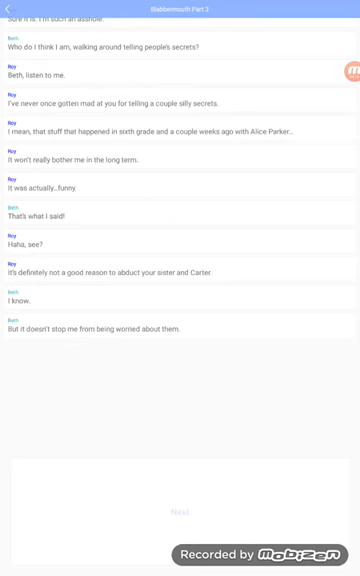 Blabbermouth Part 3
Sure it is. I'm such an asshole.
Beth
Who do I think I am, walking around telling people's secrets?
Roy
Beth, listen to me.
Roy
I've never once gotten mad at you for telling a couple silly secrets.
Roy
I mean, that stuff that happened in sixth grade and a couple weeks ago with Alice Parker...
Roy
It won't really bother me in the long term.
Roy
It was actually...funny.
Beth
That's what I said!
Roy
Haha, see?
Roy
It's definitely not a good reason to abduct your sister and Carter.
Beth
I know.
Beth
But it doesn't stop me from being worried about them.
Next
Recorded by mobizen